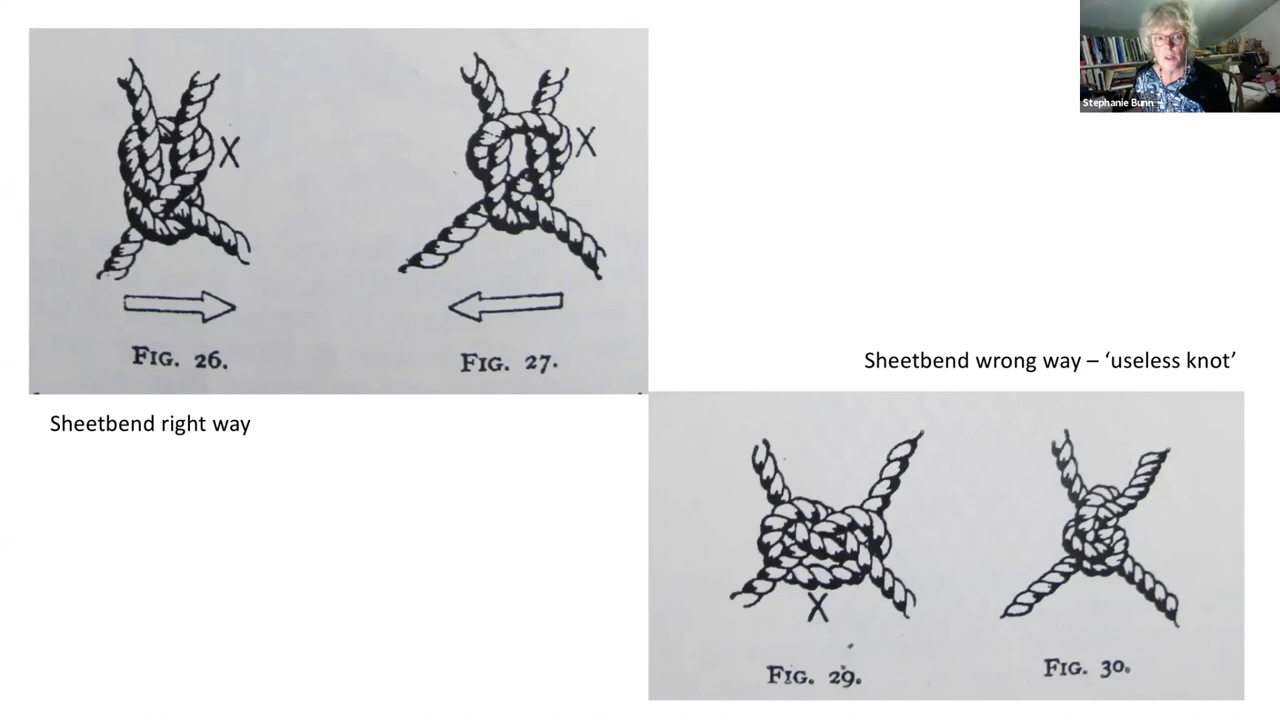 Stephanie Bunn
X
X
FIG. 26.
FIG. 27.
Sheetbend wrong way – ‘useless knot’
Sheetbend right way
X
FIG. 29.
FIG. 30.